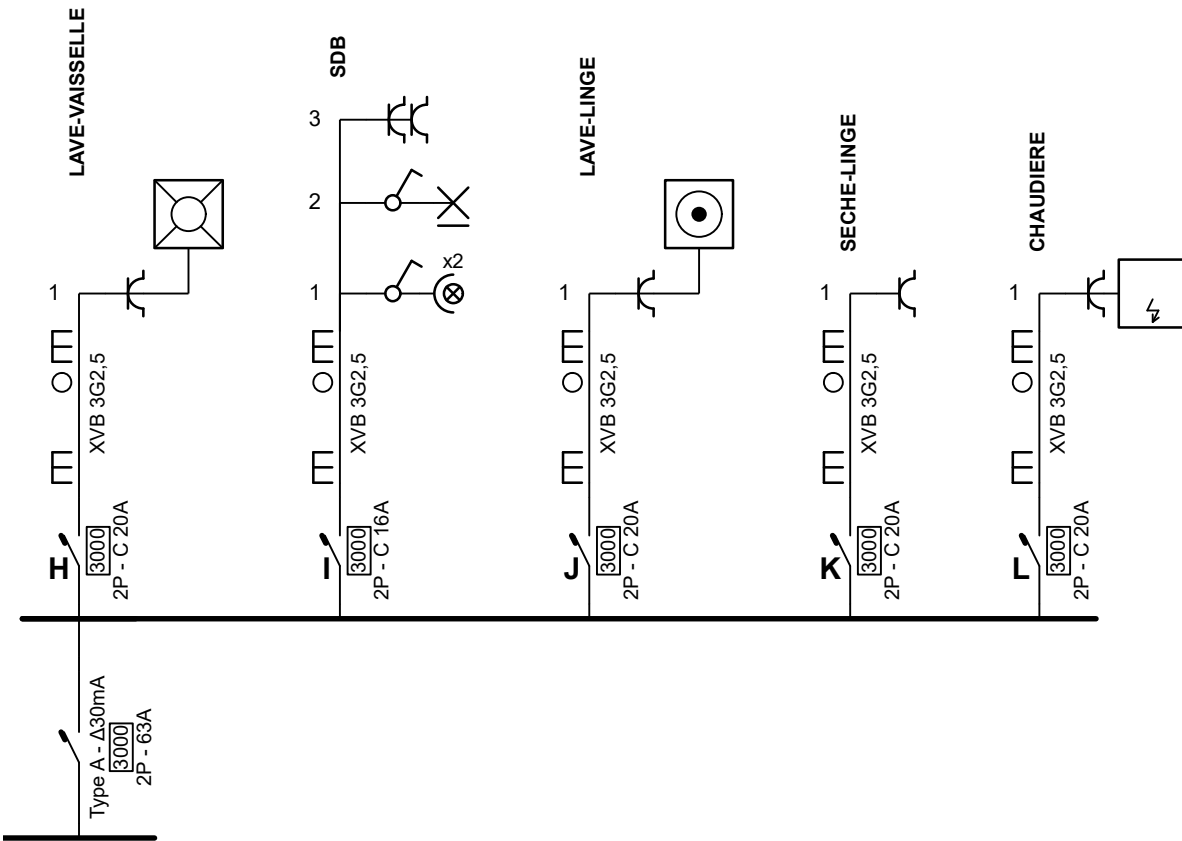 LAVE-VAISSELLE
1
XVB 3G2,5
H
3000
2P - C 20A
SDB
3
2
x2
1
XVB 3G2,5
I
3000
2P - C 16A
LAVE-LINGE
1
XVB 3G2,5
J
3000
2P - C 20A
SECHE-LINGE
1
XVB 3G2,5
K
3000
2P - C 20A
CHAUDIERE
1
XVB 3G2,5
L
3000
2P - C 20A
Type A - Δ30mA
3000
2P - 63A